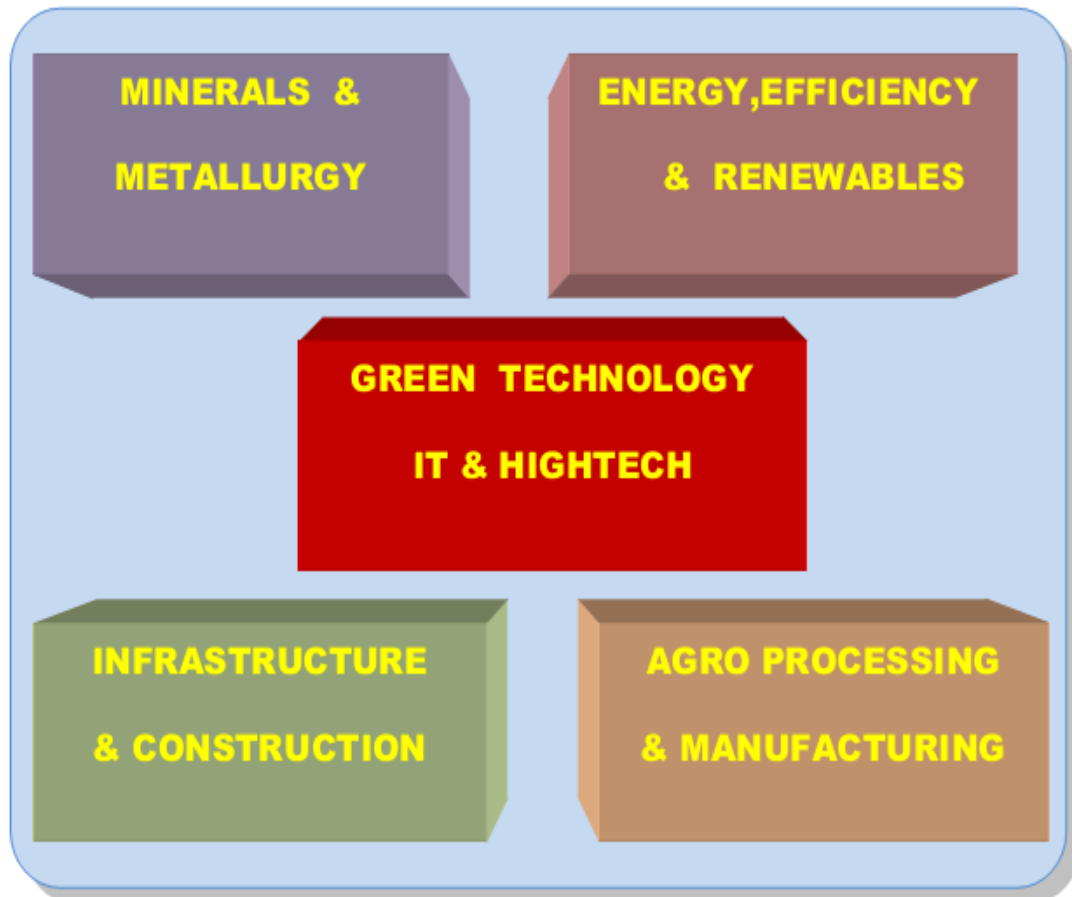 MINERALS &
METALLURGY
ENERGY,EFFICIENCY
& RENEWABLES
GREEN TECHNOLOGY
IT & HIGHTECH
INFRASTRUCTURE
& CONSTRUCTION
AGRO PROCESSING
& MANUFACTURING